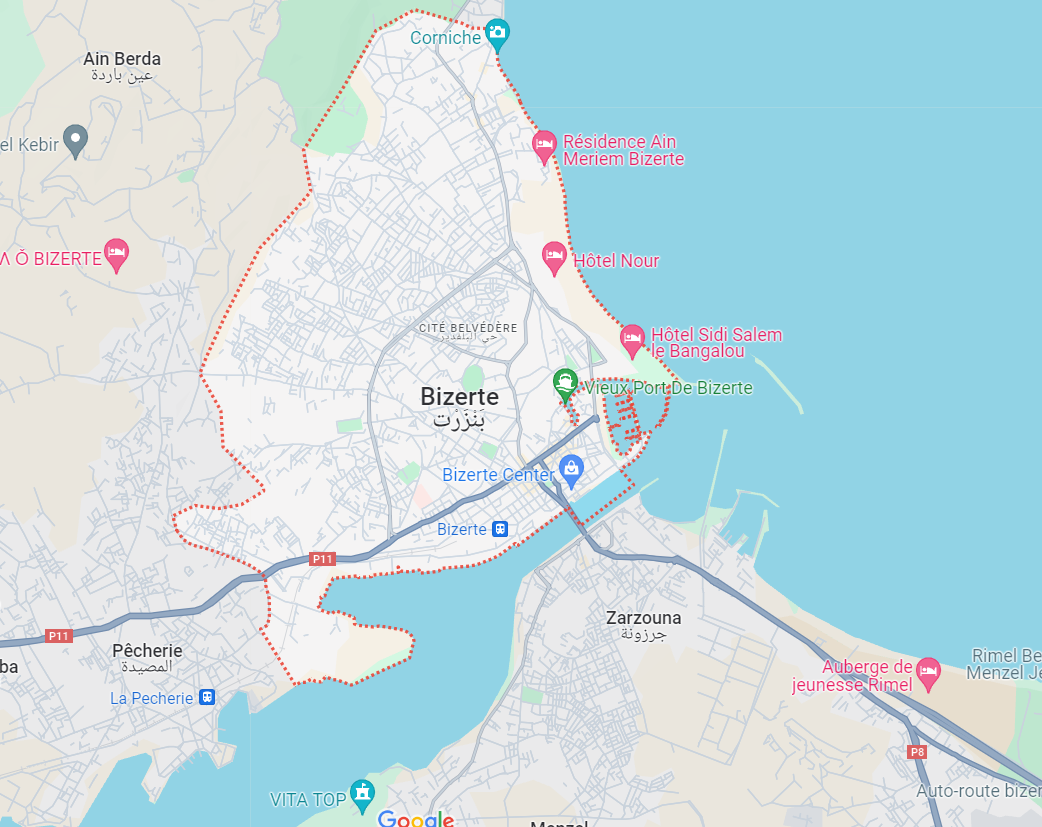 Corniche
Ain Berda
عين باردة
el Kebir
Résidence Ain
Meriem Bizerte
Ʌ Ǒ BIZERTE
Hôtel Nour
CITÉ BELVÉDÈRE
حي البلفدير
Hôtel Sidi Salem
le Bangalou
Vieux Port De Bizerte
Bizerte
بَنْزَرْت
Bizerte Center
Bizerte
P11
P11
Zarzouna
جرزونة
Pêcherie
المصيدة
ba
La Pecherie
Rimel Be
Menzel Je
Auberge de
jeunesse Rimel
P8
Auto-route bizer
VITA TOP
Google
Menzel